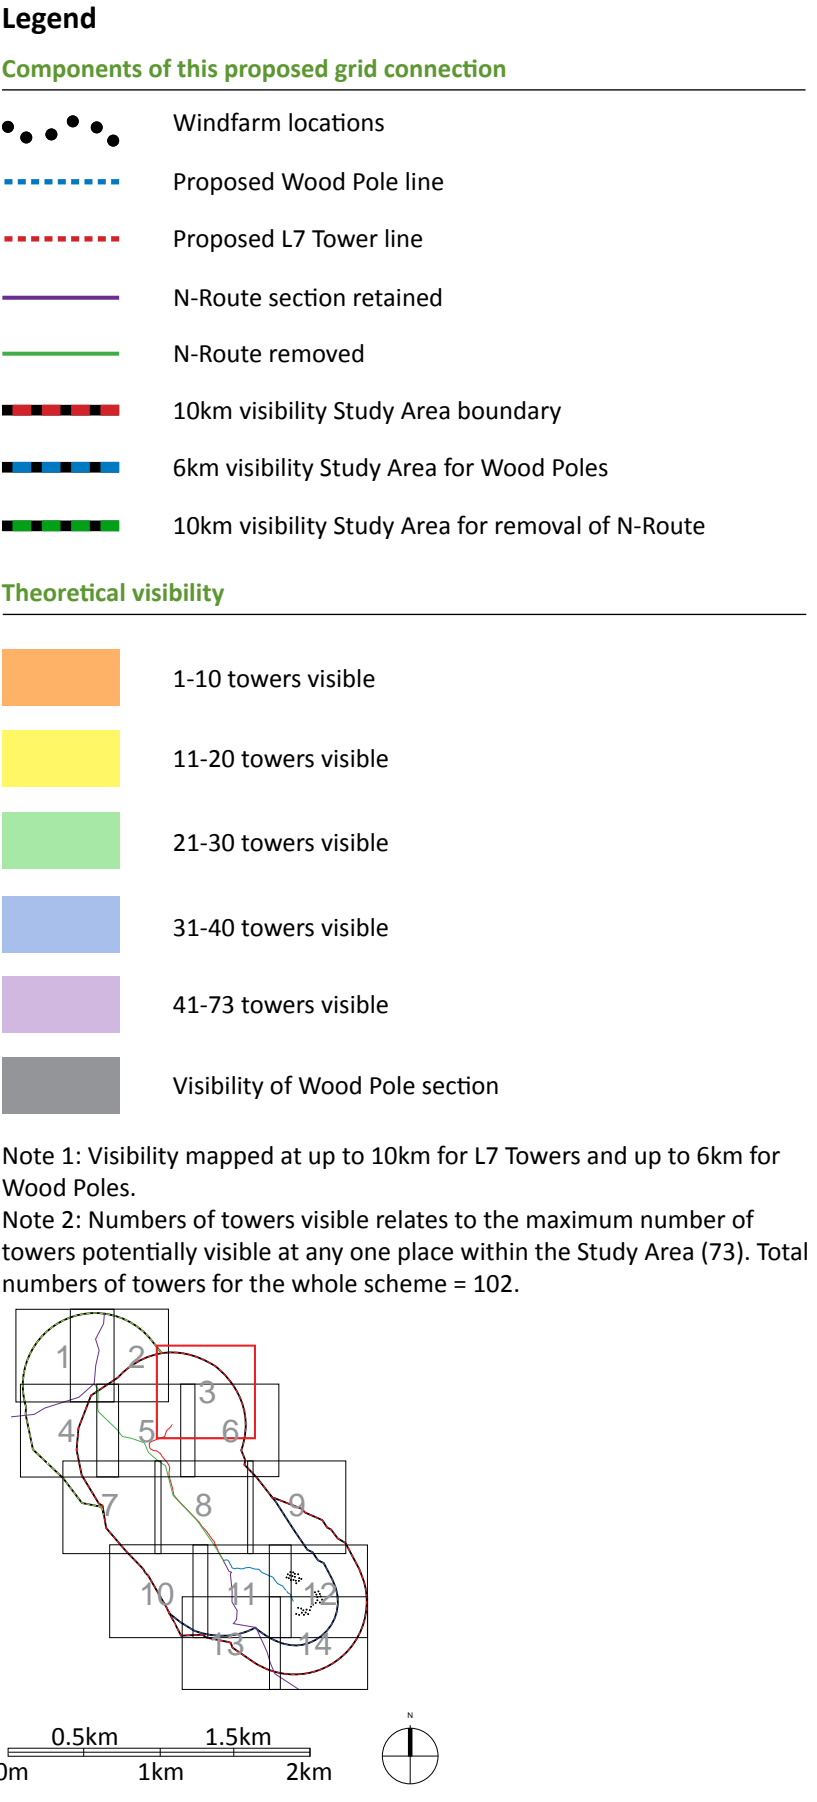 Legend
Components of this proposed grid connection
Windfarm locations
Proposed Wood Pole line
Proposed L7 Tower line
N-Route section retained
N-Route removed
10km visibility Study Area boundary
6km visibility Study Area for Wood Poles
10km visibility Study Area for removal of N-Route
Theoretical visibility
1-10 towers visible
11-20 towers visible
21-30 towers visible
31-40 towers visible
41-73 towers visible
Visibility of Wood Pole section
Note 1: Visibility mapped at up to 10km for L7 Towers and up to 6km for
Wood Poles.
Note 2: Numbers of towers visible relates to the maximum number of
towers potentially visible at any one place within the Study Area (73). Total
numbers of towers for the whole scheme = 102.
1 2
3
4 5 6
7 8 9
10 11 12
13 14
N
0.5km 1.5km
0m 1km 2km